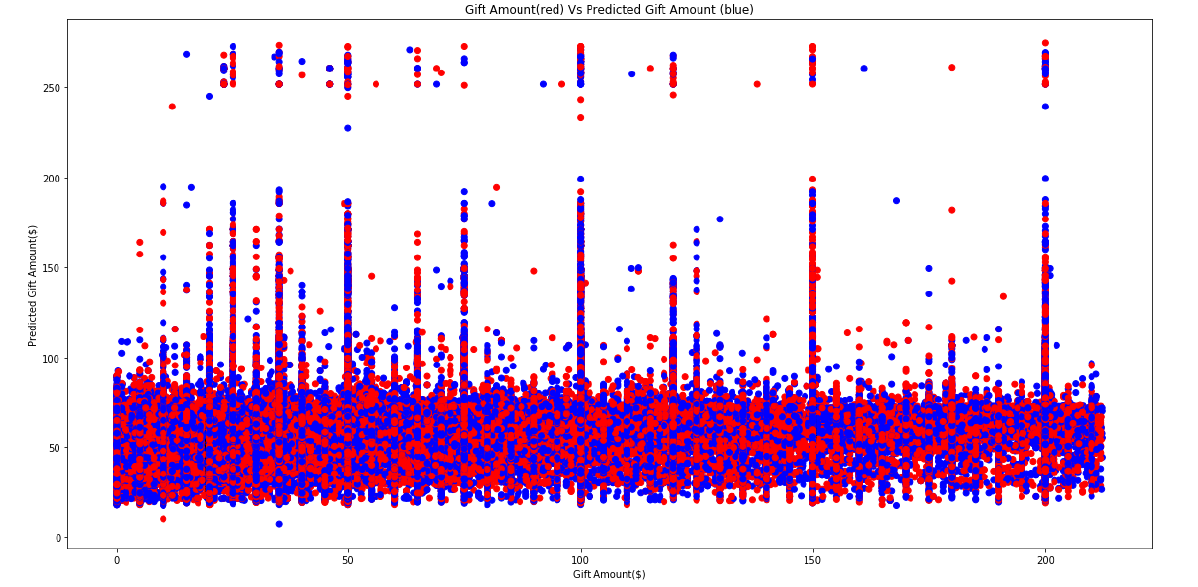 Gift Amount(red) Vs Predicted Gift Amount (blue)
Predicted Gift Amount($)
250
200
150
100
50
0
0 50 100 150 200
Gift Amount($)